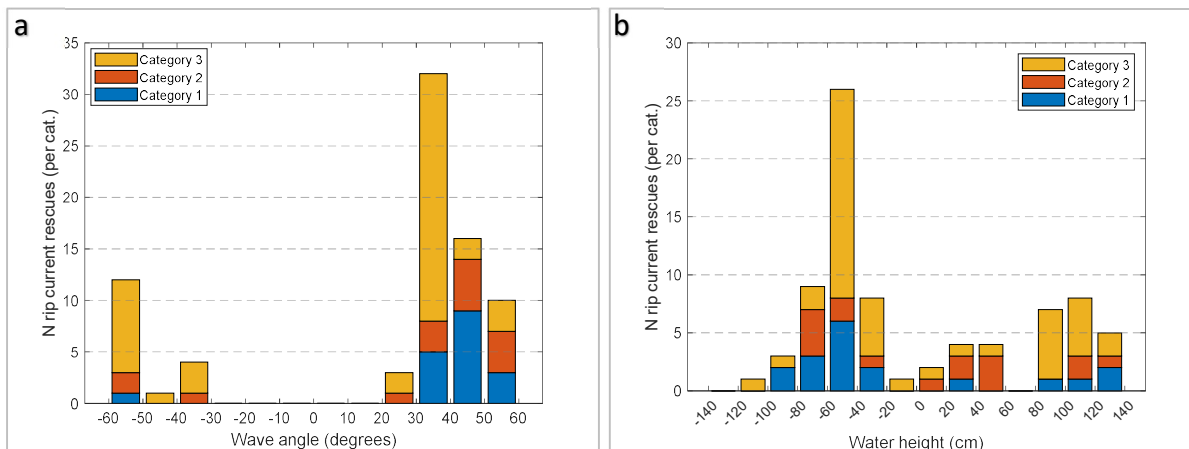 a
35
30
25
20
15
10
5
0
N rip current rescues (per cat.)
Category 3
Category 2
Category 1
-60 -50 -40 -30 -20 -10 0 10 20 30 40 50 60
Wave angle (degrees)
b
30
25
20
15
10
5
0
N rip current rescues (per cat.)
Category 3
Category 2
Category 1
-140 -120 -100 -80 -60 -40 -20 0 20 40 60 80 100 120 140
Water height (cm)